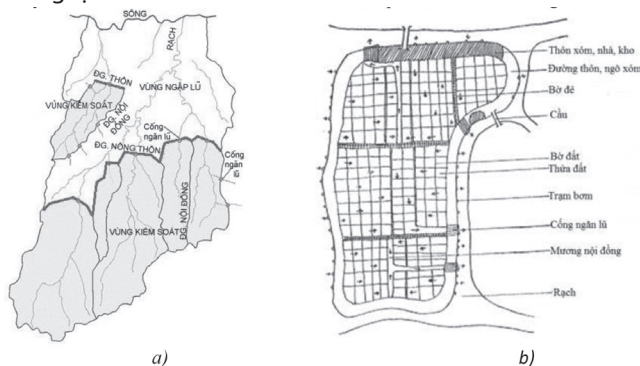 SÔNG
RẠCH
ĐG. THÔN
VÙNG NGẬP LŨ
VÙNG KIỂM SOÁT
ĐG. NỘI ĐỒNG
Cống ngăn lũ
ĐG. NÔNG THÔN
Cống ngăn lũ
VÙNG KIỂM SOÁT
ĐG. NỘI ĐỒNG
a)
Thôn xóm, nhà, kho
Đường thôn, ngõ xóm
Bờ đê
Cầu
Bờ đất
Thửa đất
Trạm bơm
Cống ngăn lũ
Mương nội đồng
Rạch
b)